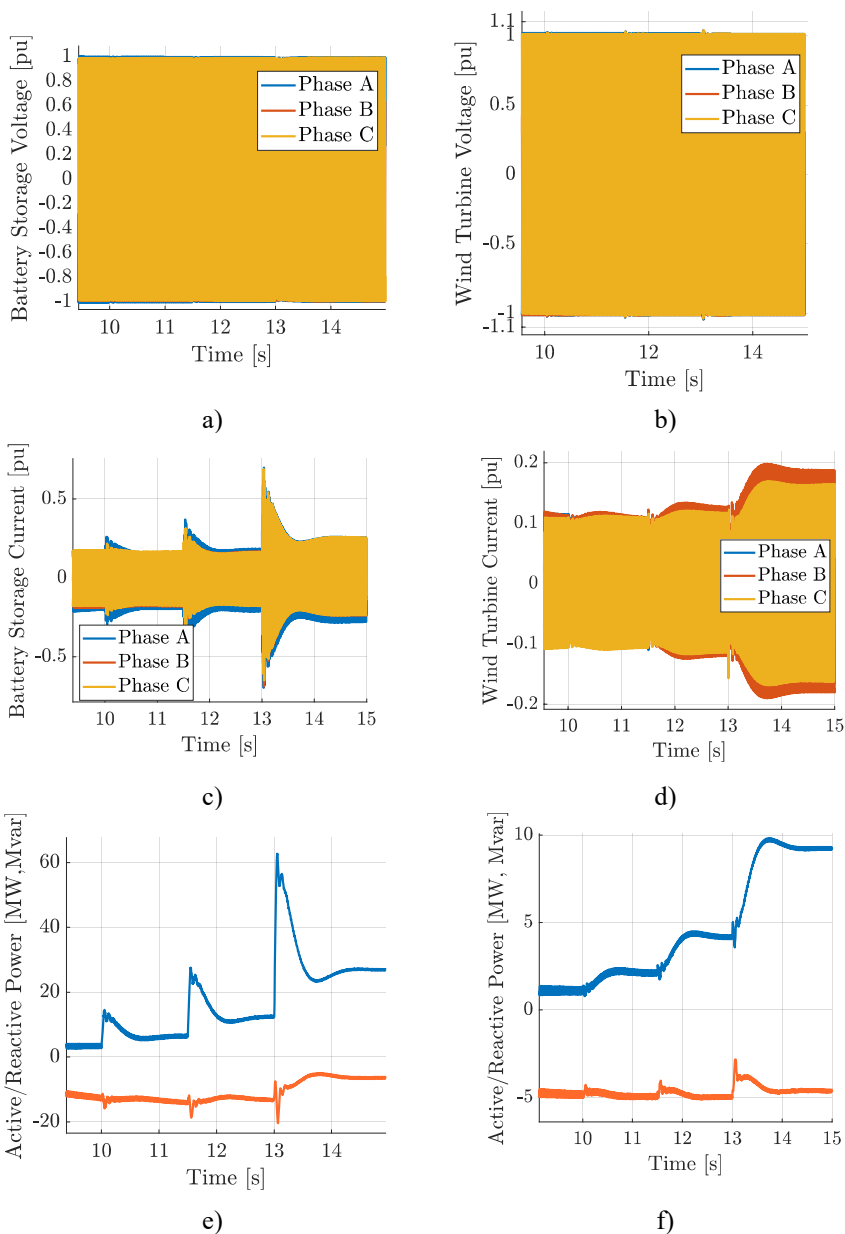 Battery Storage Voltage [pu]
1
0.8
0.6
0.4
0.2
0
-0.2
-0.4
-0.6
-0.8
-1
Phase A
Phase B
Phase C
10 11 12 13 14
Time [s]
a)
Wind Turbine Voltage [pu]
1.1
1
0.5
0
-0.5
-1
-1.1
Phase A
Phase B
Phase C
10 12 14
Time [s]
b)
Battery Storage Current [pu]
0.5
0
-0.5
Phase A
Phase B
Phase C
10 11 12 13 14 15
Time [s]
c)
Wind Turbine Current [pu]
0.2
0.1
0
-0.1
-0.2
Phase A
Phase B
Phase C
10 11 12 13 14 15
Time [s]
d)
Active/Reactive Power [MW,Mvar]
60
40
20
0
-20
10 11 12 13 14
Time [s]
e)
Active/Reactive Power [MW, Mvar]
10
5
0
-5
10 11 12 13 14 15
Time [s]
f)